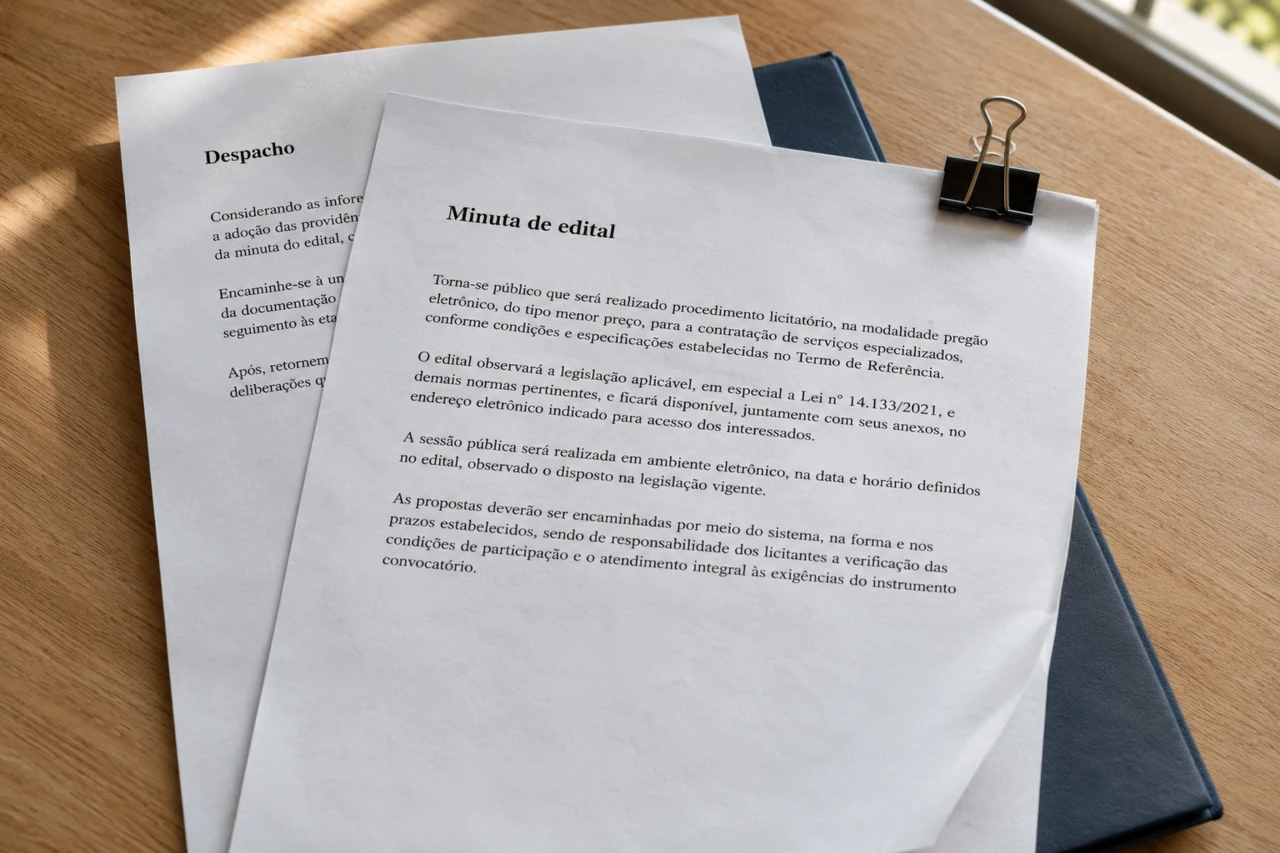 Despacho
Considerando as
a adoção das
da minuta do edital,
Encaminhe-se à
da documentação
seguimento às
Após,
deliberações
Minuta de edital
Torna-se público que será realizado procedimento licitatório, na modalidade pregão
eletrônico, do tipo menor preço, para a contratação de serviços especializados,
conforme condições e especificações estabelecidas no Termo de Referência.
O edital observará a legislação aplicável, em especial a Lei nº 14.133/2021, e
demais normas pertinentes, e ficará disponível, juntamente com seus anexos, no
endereço eletrônico indicado para acesso dos interessados.
A sessão pública será realizada em ambiente eletrônico, na data e horário definidos
no edital, observado o disposto na legislação vigente.
As propostas deverão ser encaminhadas por meio do sistema, na forma e nos
prazos estabelecidos, sendo de responsabilidade dos licitantes a verificação das
condições de participação e o atendimento integral às exigências do instrumento
convocatório.